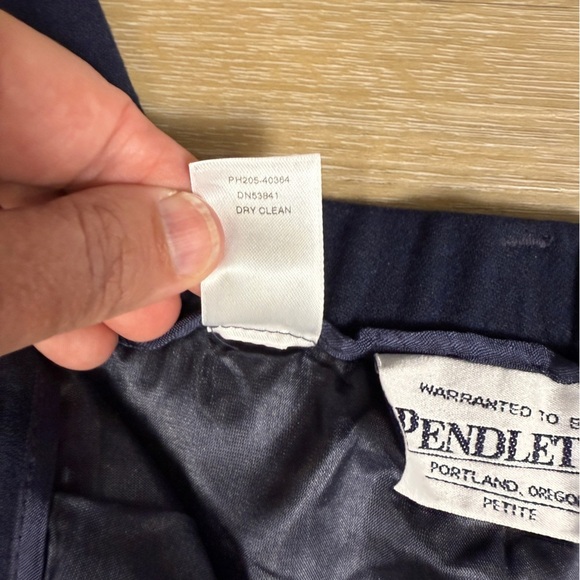 PH205-40364
DN53841
DRY CLEAN
WARRANTED TO
PENDLET
PORTLAND, OREGO
PETITE